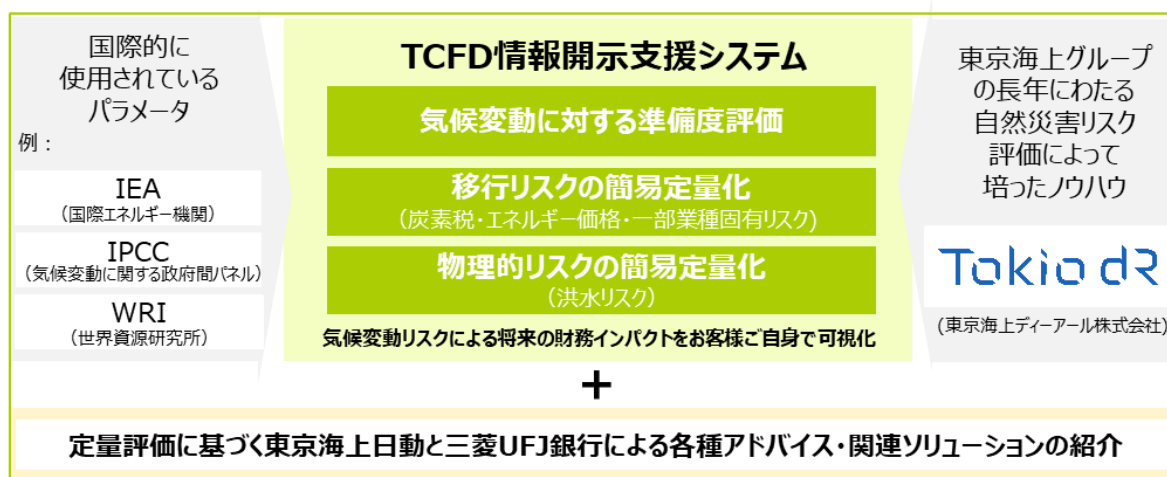 国際的に
使用されている
パラメータ
例：
IEA
（国際エネルギー機関）
IPCC
（気候変動に関する政府間パネル）
WRI
（世界資源研究所）
TCFD情報開示支援システム
気候変動に対する準備度評価
移行リスクの簡易定量化
（炭素税・エネルギー価格・一部業種固有リスク)
物理的リスクの簡易定量化
（洪水リスク）
気候変動リスクによる将来の財務インパクトをお客様ご自身で可視化
東京海上グループ
の長年にわたる
自然災害リスク
評価によって
培ったノウハウ
Tokio dR
(東京海上ディーアール株式会社)
+
定量評価に基づく東京海上日動と三菱UFJ銀行による各種アドバイス・関連ソリューションの紹介